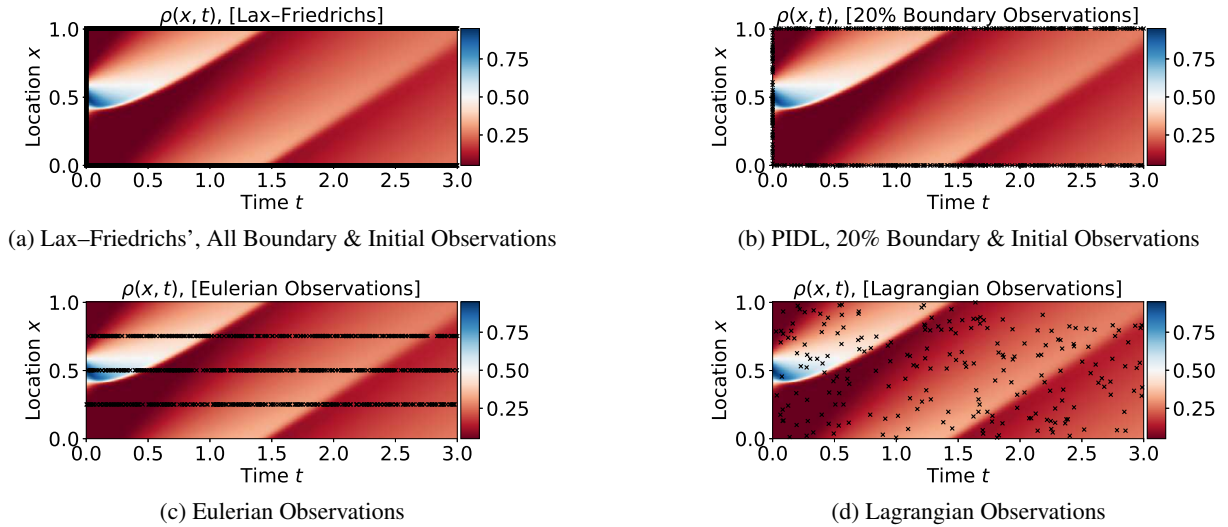 ρ(x, t), [Lax–Friedrichs]
1.0
0.5
0.0
Location x
0.0 0.5 1.0 1.5 2.0 2.5 3.0
Time t
0.75
0.50
0.25
(a) Lax–Friedrichs’, All Boundary & Initial Observations
ρ(x, t), [20% Boundary Observations]
1.0
0.5
0.0
Location x
0.0 0.5 1.0 1.5 2.0 2.5 3.0
Time t
0.75
0.50
0.25
(b) PIDL, 20% Boundary & Initial Observations
ρ(x, t), [Eulerian Observations]
1.0
0.5
0.0
Location x
0.0 0.5 1.0 1.5 2.0 2.5 3.0
Time t
0.75
0.50
0.25
(c) Eulerian Observations
ρ(x, t), [Lagrangian Observations]
1.0
0.5
0.0
Location x
0.0 0.5 1.0 1.5 2.0 2.5 3.0
Time t
0.75
0.50
0.25
(d) Lagrangian Observations